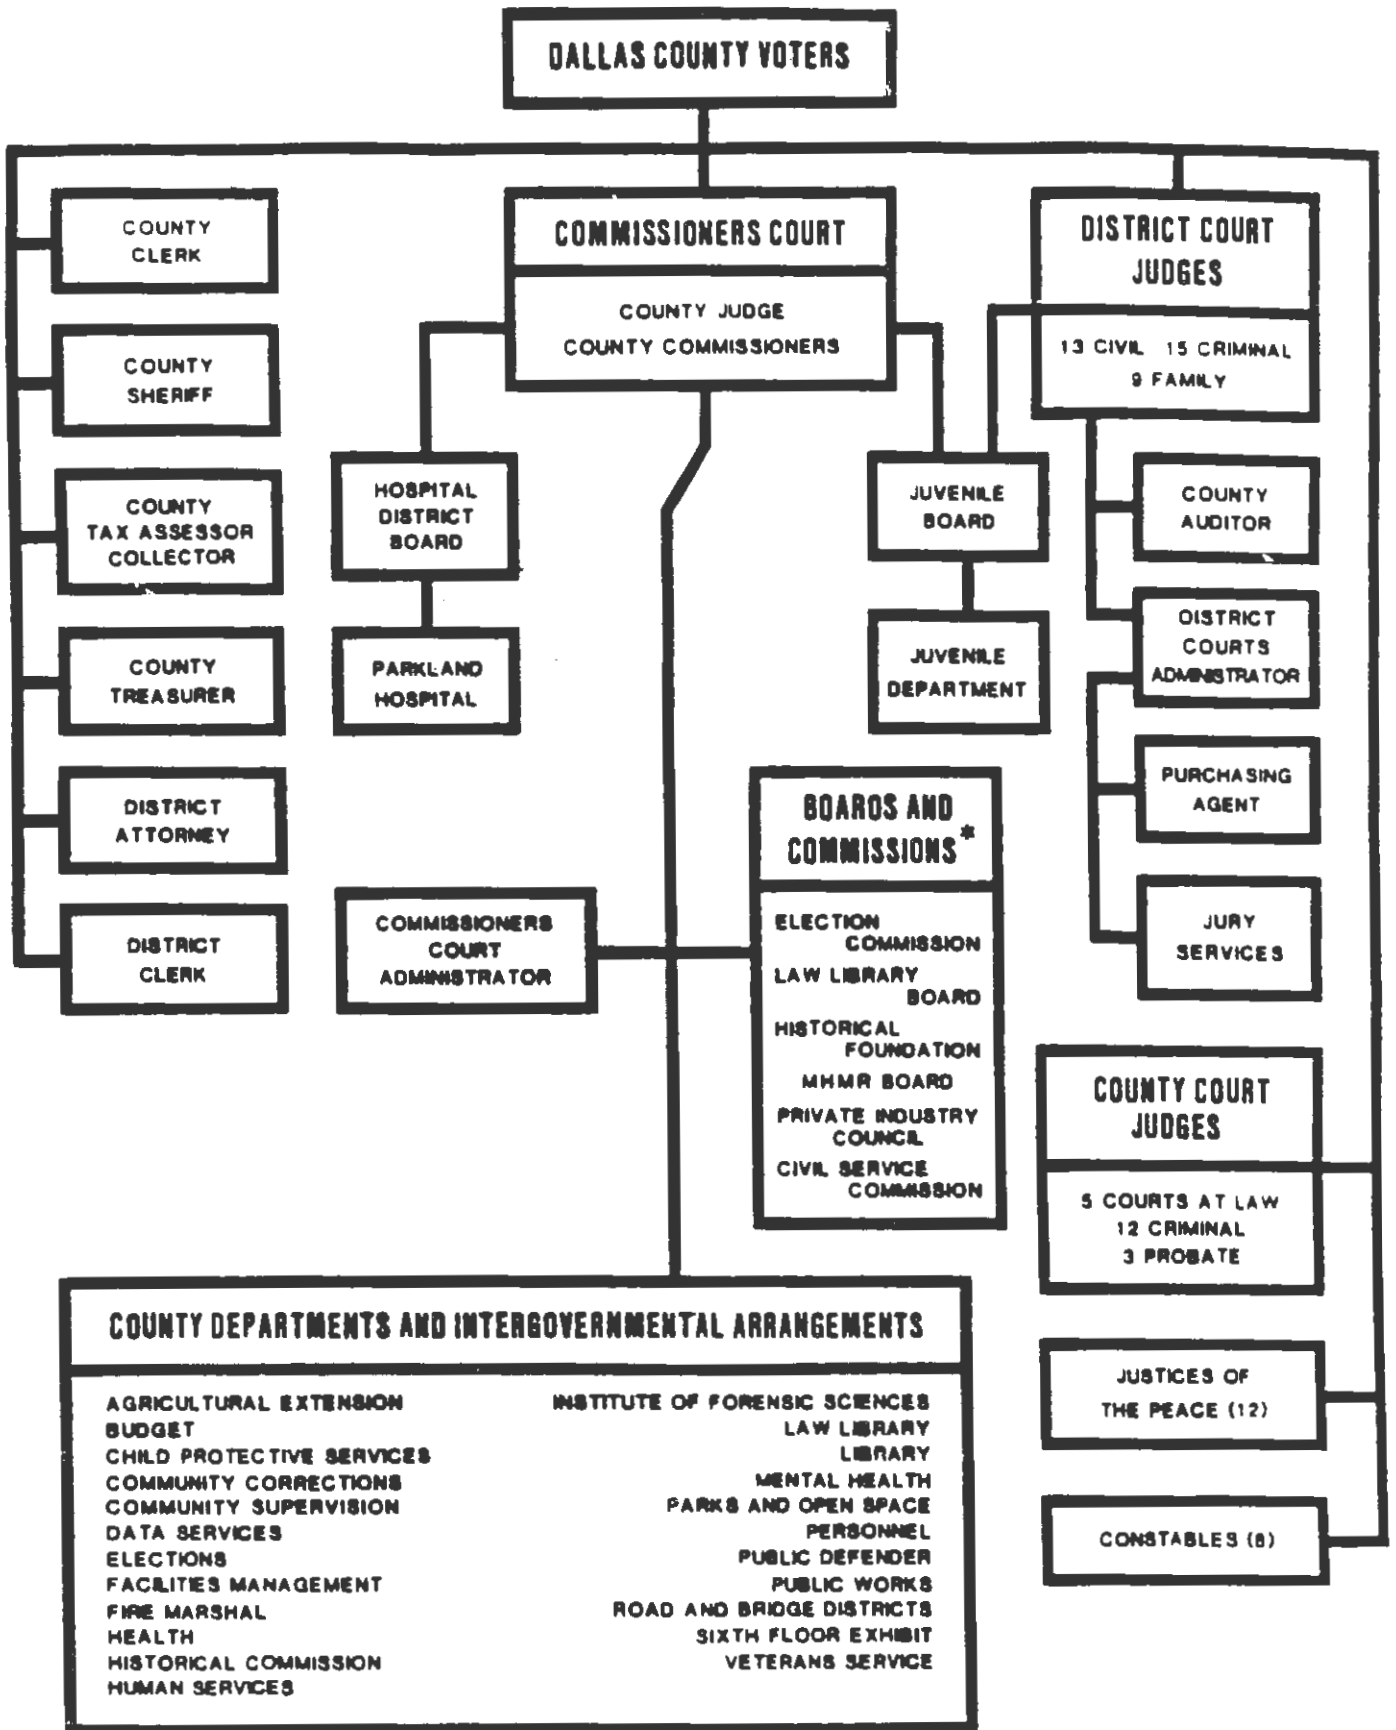 DALLAS COUNTY VOTERS
COUNTY
CLERK
COUNTY
SHERIFF
COUNTY
TAX ASSESSOR
COLLECTOR
COUNTY
TREASURER
DISTRICT
ATTORNEY
DISTRICT
CLERK
COMMISSIONERS COURT
COUNTY JUDGE
COUNTY COMMISSIONERS
HOSPITAL
DISTRICT
BOARD
PARKLAND
HOSPITAL
JUVENILE
BOARD
JUVENILE
DEPARTMENT
COMMISSIONERS
COURT
ADMINISTRATOR
BOARDS AND
COMMISSIONS*
ELECTION
COMMISSION
LAW LIBRARY
BOARD
HISTORICAL
FOUNDATION
MHMR BOARD
PRIVATE INDUSTRY
COUNCIL
CIVIL SERVICE
COMMISSION
DISTRICT COURT
JUDGES
13 CIVIL 15 CRIMINAL
9 FAMILY
COUNTY
AUDITOR
DISTRICT
COURTS
ADMINISTRATOR
PURCHASING
AGENT
JURY
SERVICES
COUNTY COURT
JUDGES
5 COURTS AT LAW
12 CRIMINAL
3 PROBATE
JUSTICES OF
THE PEACE (12)
CONSTABLES (8)
COUNTY DEPARTMENTS AND INTERGOVERNMENTAL ARRANGEMENTS
AGRICULTURAL EXTENSION
BUDGET
CHILD PROTECTIVE SERVICES
COMMUNITY CORRECTIONS
COMMUNITY SUPERVISION
DATA SERVICES
ELECTIONS
FACILITIES MANAGEMENT
FIRE MARSHAL
HEALTH
HISTORICAL COMMISSION
HUMAN SERVICES
INSTITUTE OF FORENSIC SCIENCES
LAW LIBRARY
LIBRARY
MENTAL HEALTH
PARKS AND OPEN SPACE
PERSONNEL
PUBLIC DEFENDER
PUBLIC WORKS
ROAD AND BRIDGE DISTRICTS
SIXTH FLOOR EXHIBIT
VETERANS SERVICE